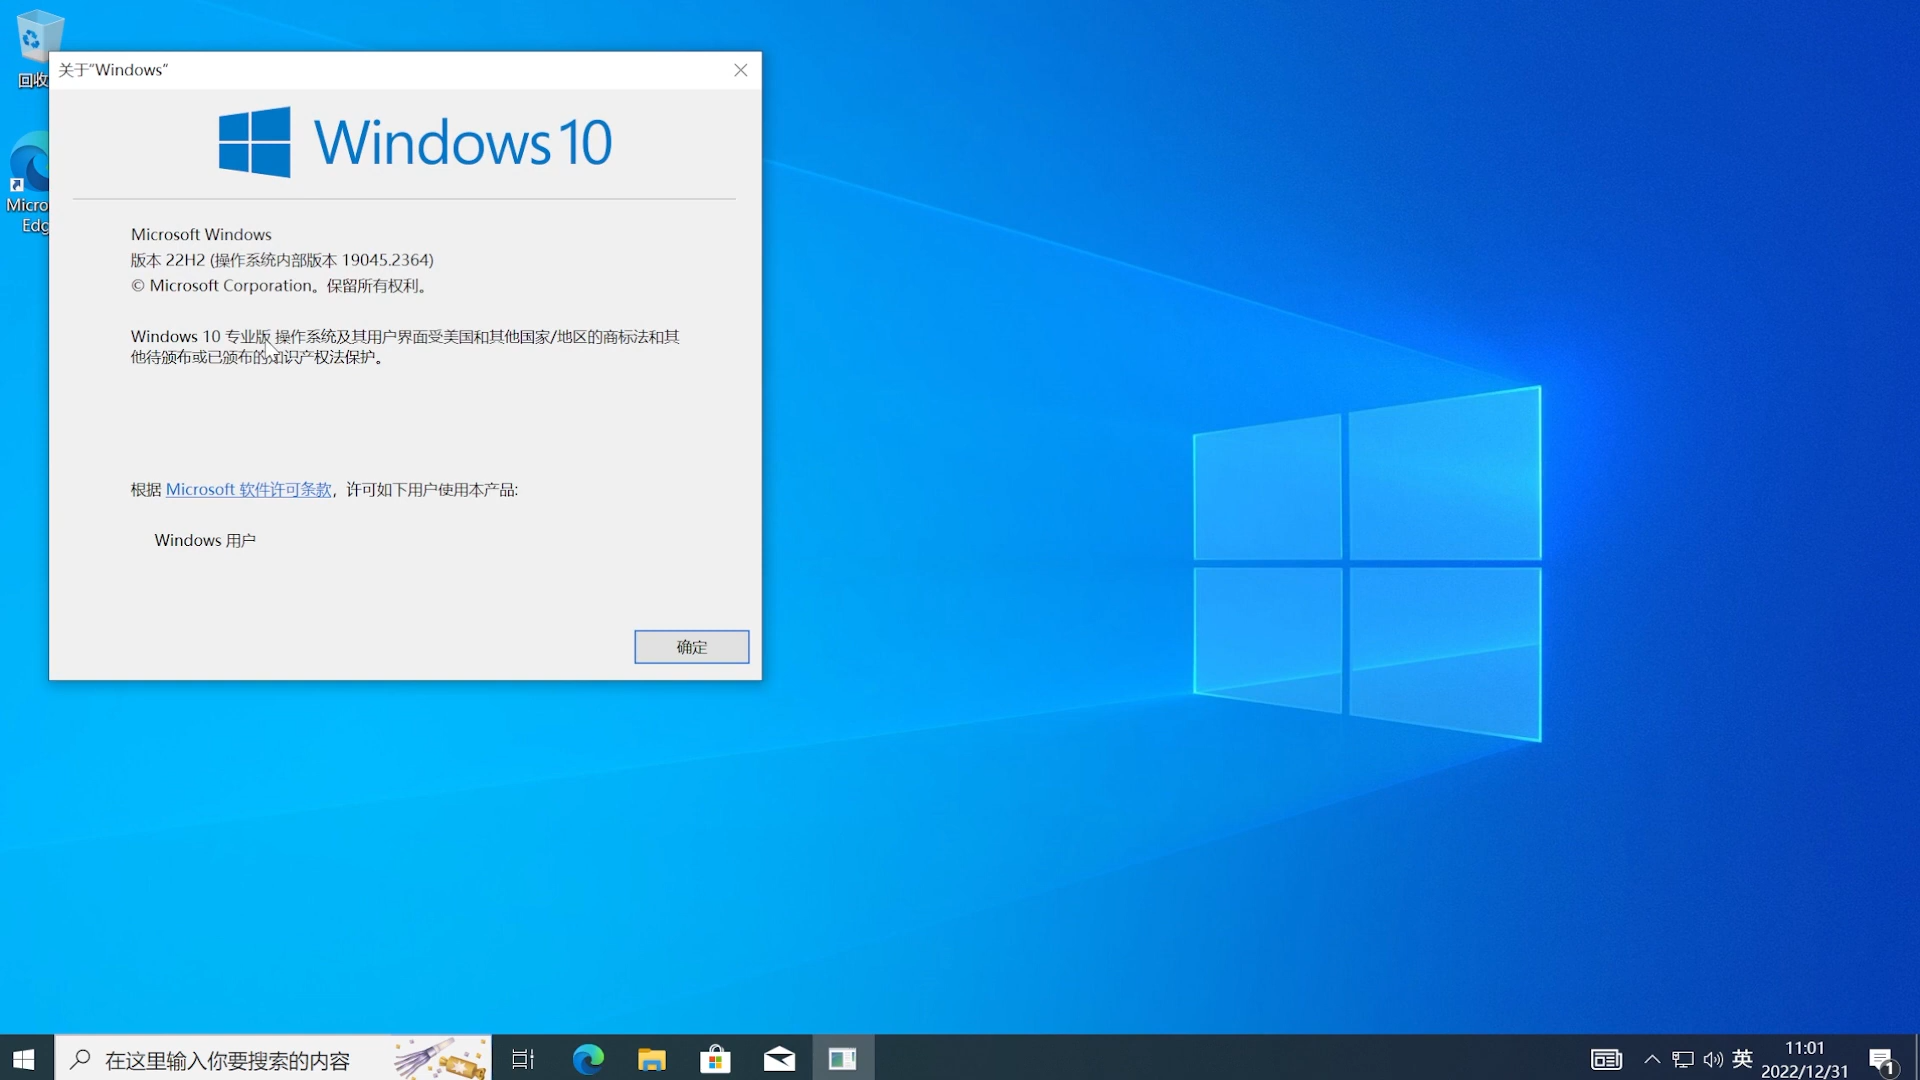 回收
Micro
Edg
关于“Windows”
Windows 10
Microsoft Windows
版本 22H2 (操作系统内部版本 19045.2364)
© Microsoft Corporation。保留所有权利。
Windows 10 专业版 操作系统及其用户界面受美国和其他国家/地区的商标法和其
他待颁布或已颁布的知识产权法保护。
根据 Microsoft 软件许可条款，许可如下用户使用本产品:
Windows 用户
确定
在这里输入你要搜索的内容
英
11:01
2022/12/31
1